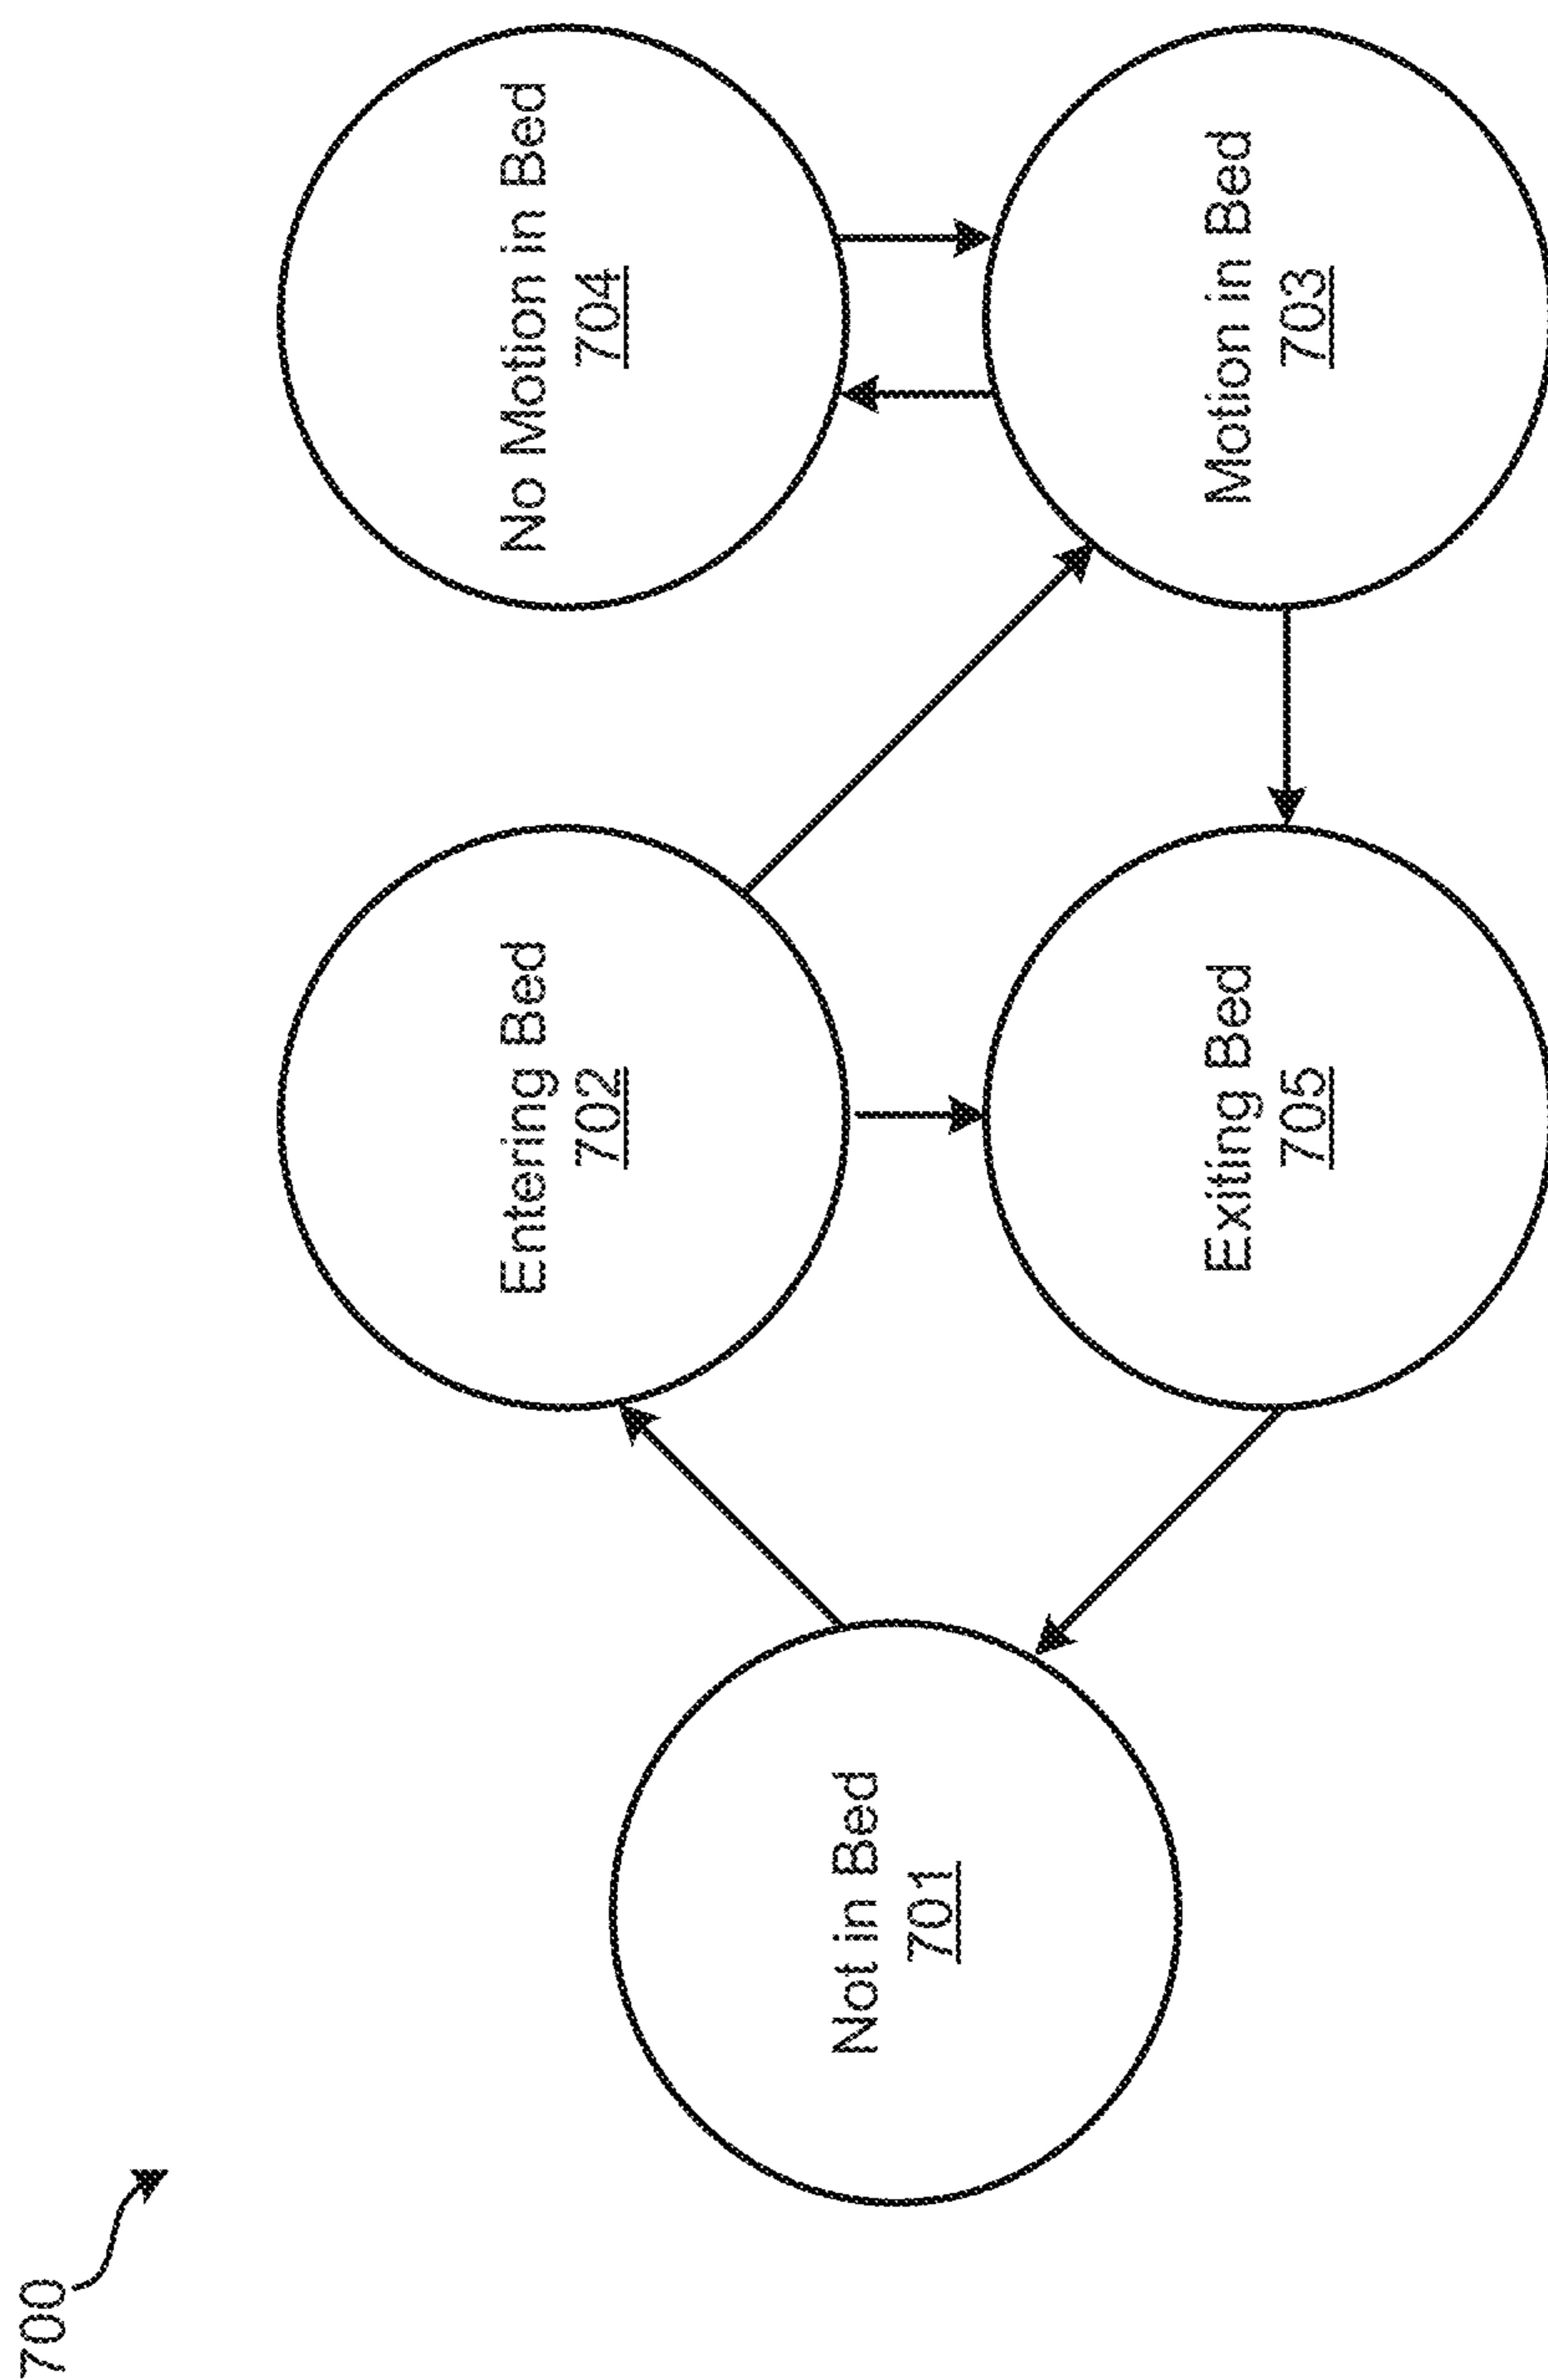 700
Not in Bed
701
Entering Bed
702
No Motion in Bed
704
Exiting Bed
705
Motion in Bed
703